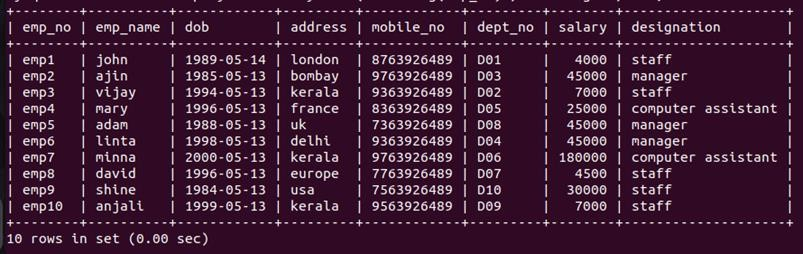 +--------+----------+------------+---------+------------+---------+--------+--------------------+
| emp_no | emp_name | dob        | address | mobile_no  | dept_no | salary | designation        |
+--------+----------+------------+---------+------------+---------+--------+--------------------+
| emp1   | john     | 1989-05-14 | london  | 8763926489 | D01     |   4000 | staff              |
| emp2   | ajin     | 1985-05-13 | bombay  | 9763926489 | D03     |  45000 | manager            |
| emp3   | vijay    | 1994-05-13 | kerala  | 9363926489 | D02     |   7000 | staff              |
| emp4   | mary     | 1996-05-13 | france  | 8363926489 | D05     |  25000 | computer assistant |
| emp5   | adam     | 1988-05-13 | uk      | 7363926489 | D08     |  45000 | manager            |
| emp6   | linta    | 1998-05-13 | delhi   | 9363926489 | D04     |  45000 | manager            |
| emp7   | minna    | 2000-05-13 | kerala  | 9763926489 | D06     | 180000 | computer assistant |
| emp8   | david    | 1996-05-13 | europe  | 7763926489 | D07     |   4500 | staff              |
| emp9   | shine    | 1984-05-13 | usa     | 7563926489 | D10     |  30000 | staff              |
| emp10  | anjali   | 1999-05-13 | kerala  | 9563926489 | D09     |   7000 | staff              |
+--------+----------+------------+---------+------------+---------+--------+--------------------+
10 rows in set (0.00 sec)